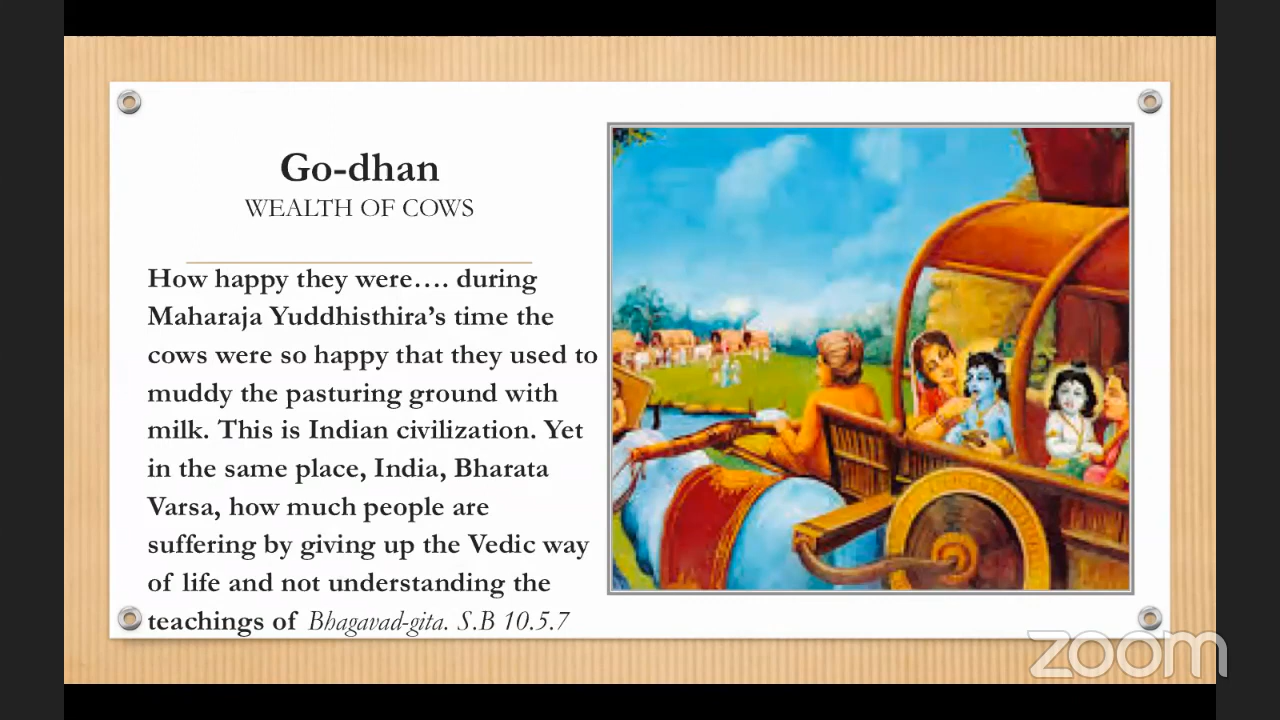 Go-dhan
WEALTH OF COWS
How happy they were…. during
Maharaja Yuddhisthira’s time the
cows were so happy that they used to
muddy the pasturing ground with
milk. This is Indian civilization. Yet
in the same place, India, Bharata
Varsa, how much people are
suffering by giving up the Vedic way
of life and not understanding the
teachings of Bhagavad-gita. S.B 10.5.7
zoom